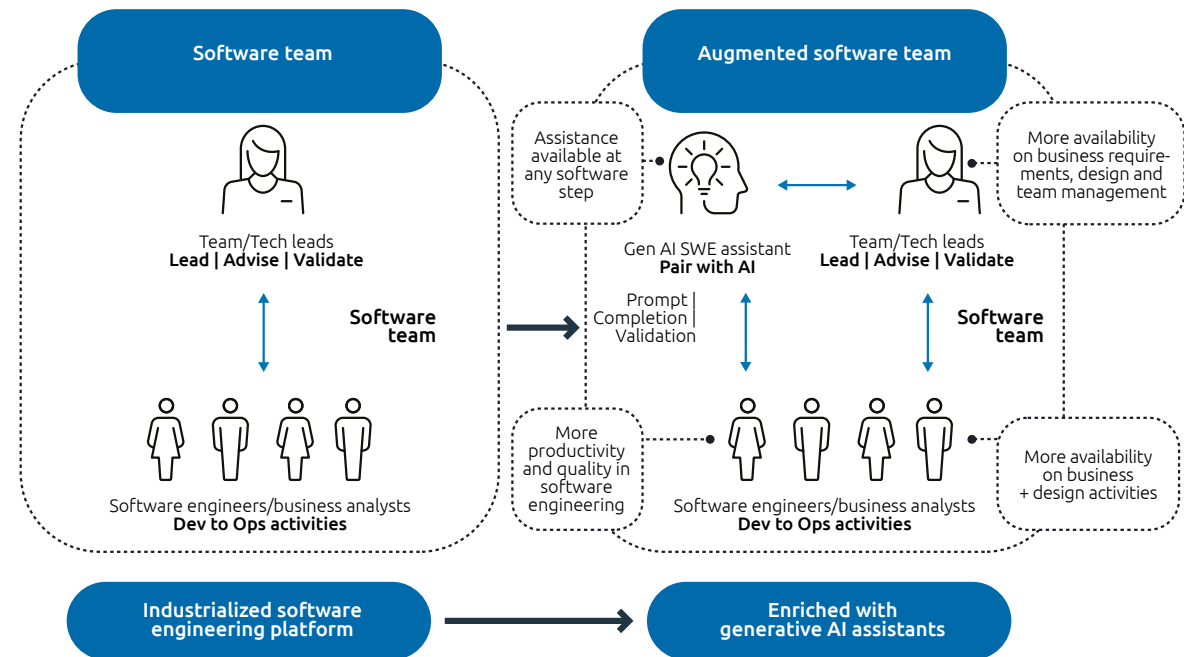 Software team
Team/Tech leads
Lead | Advise | Validate
Software
team
Software engineers/business analysts
Dev to Ops activities
Industrialized software
engineering platform
Augmented software team
Assistance
available at
any software
step
Gen AI SWE assistant
Pair with AI
Team/Tech leads
Lead | Advise | Validate
More availability
on business require-
ments, design and
team management
Prompt |
Completion |
Validation
Software
team
More
productivity
and quality in
software
engineering
Software engineers/business analysts
Dev to Ops activities
More availability
on business
+ design activities
Enriched with
generative AI assistants